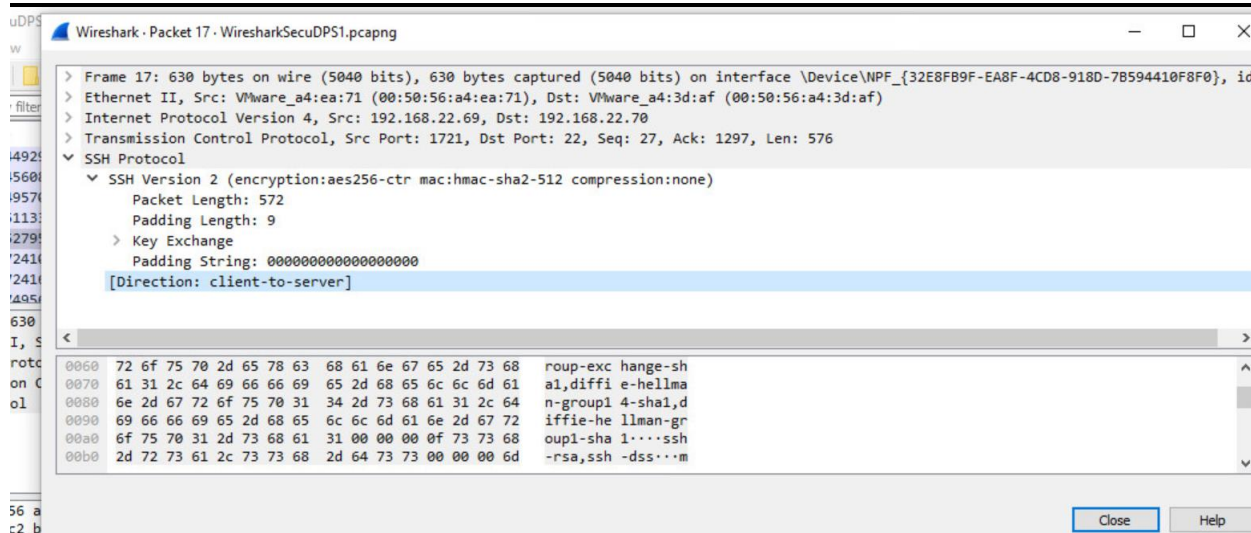 uDPS
Wireshark · Packet 17 · WiresharkSecuDPS1.pcapng
w
filter
Frame 17: 630 bytes on wire (5040 bits), 630 bytes captured (5040 bits) on interface \Device\NPF_{32E8FB9F-EA8F-4CD8-918D-7B594410F8F0}, id
Ethernet II, Src: VMware_a4:ea:71 (00:50:56:a4:ea:71), Dst: VMware_a4:3d:af (00:50:56:a4:3d:af)
Internet Protocol Version 4, Src: 192.168.22.69, Dst: 192.168.22.70
Transmission Control Protocol, Src Port: 1721, Dst Port: 22, Seq: 27, Ack: 1297, Len: 576
SSH Protocol
SSH Version 2 (encryption:aes256-ctr mac:hmac-sha2-512 compression:none)
Packet Length: 572
Padding Length: 9
Key Exchange
Padding String: 000000000000000000
[Direction: client-to-server]
630
I, S
roto
on C
ol
0060 72 6f 75 70 2d 65 78 63 68 61 6e 67 65 2d 73 68 roup-exc hange-sh
0070 61 31 2c 64 69 66 66 69 65 2d 68 65 6c 6c 6d 61 a1,diffi e-hellma
0080 6e 2d 67 72 6f 75 70 31 34 2d 73 68 61 31 2c 64 n-group1 4-sha1,d
0090 69 66 66 69 65 2d 68 65 6c 6c 6d 61 6e 2d 67 72 iffie-he llman-gr
00a0 6f 75 70 31 2d 73 68 61 31 00 00 00 0f 73 73 68 oup1-sha 1····ssh
00b0 2d 72 73 61 2c 73 73 68 2d 64 73 73 00 00 00 6d -rsa,ssh -dss···m
56 a
c2 b
Close Help